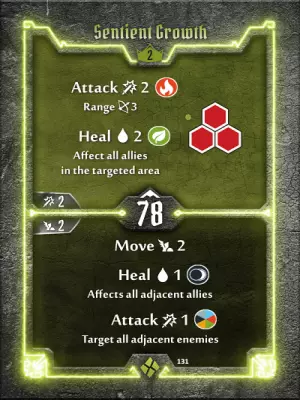 Sentient Growth
2
Attack 2
Range 3
Heal 2
Affect all allies
in the targeted area
2
78
2
Move 2
Heal 1
Affects all adjacent allies
Attack 1
Target all adjacent enemies
131